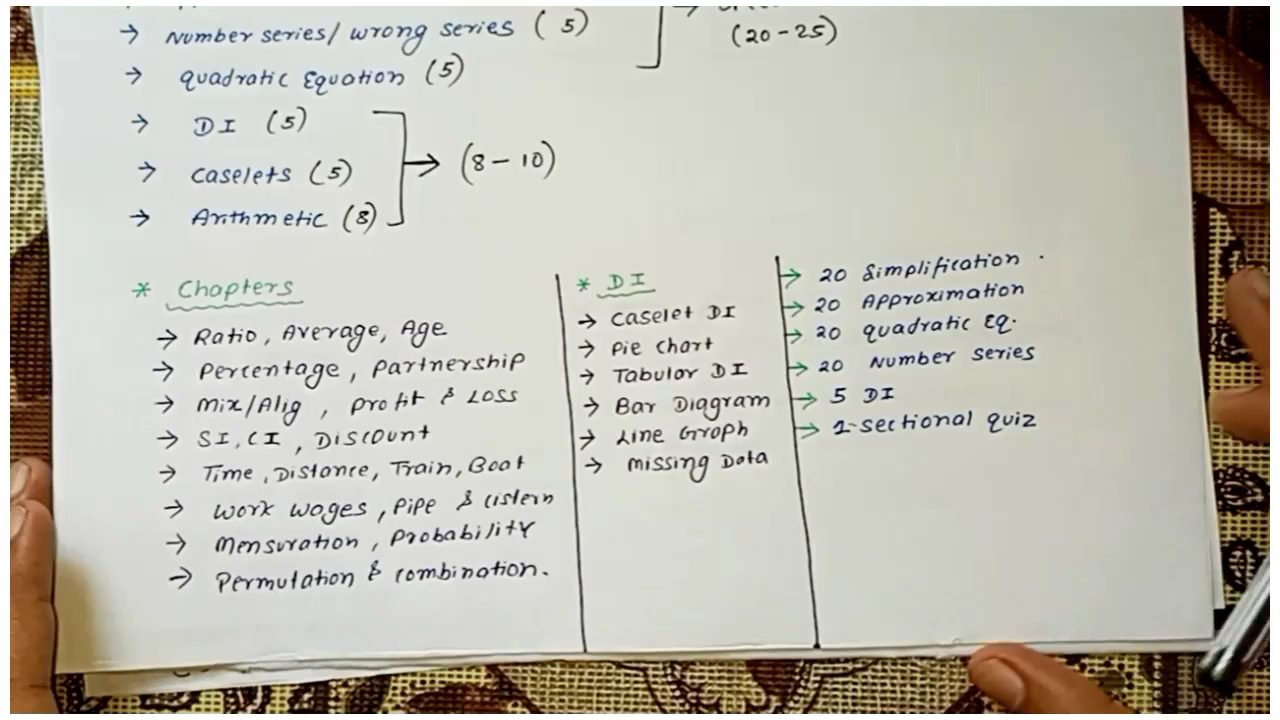 → Number series/ wrong series (5)
(20-25)
→ quadratic Equation (5)
→ DI (5)
→ caselets (5)
→ Arithmetic (8)
→ (8-10)
* Chapters
→ Ratio, Average, Age
→ Percentage, Partnership
→ Mix/Alig, Profit & Loss
→ SI, CI, Discount
→ Time, Distance, Train, Boat
→ Work wages, Pipe & cistern
→ Mensuration, Probability
→ Permutation & combination.
* DI
→ Caselet DI
→ Pie Chart
→ Tabular DI
→ Bar Diagram
→ Line Graph
→ Missing Data
→ 20 Simplification
→ 20 Approximation
→ 20 quadratic Eq.
→ 20 Number series
→ 5 DI
→ 1-sectional quiz